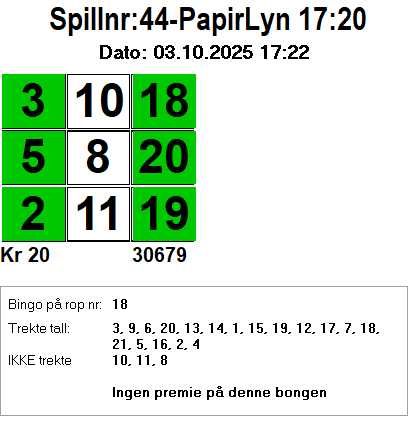 Spillnr:44-PapirLyn 17:20
Dato: 03.10.2025 17:22
3 10 18
5 8 20
2 11 19
Kr 20 30679
Bingo på rop nr: 18
Trekte tall: 3, 9, 6, 20, 13, 14, 1, 15, 19, 12, 17, 7, 18,
21, 5, 16, 2, 4
IKKE trekte 10, 11, 8
Ingen premie på denne bongen